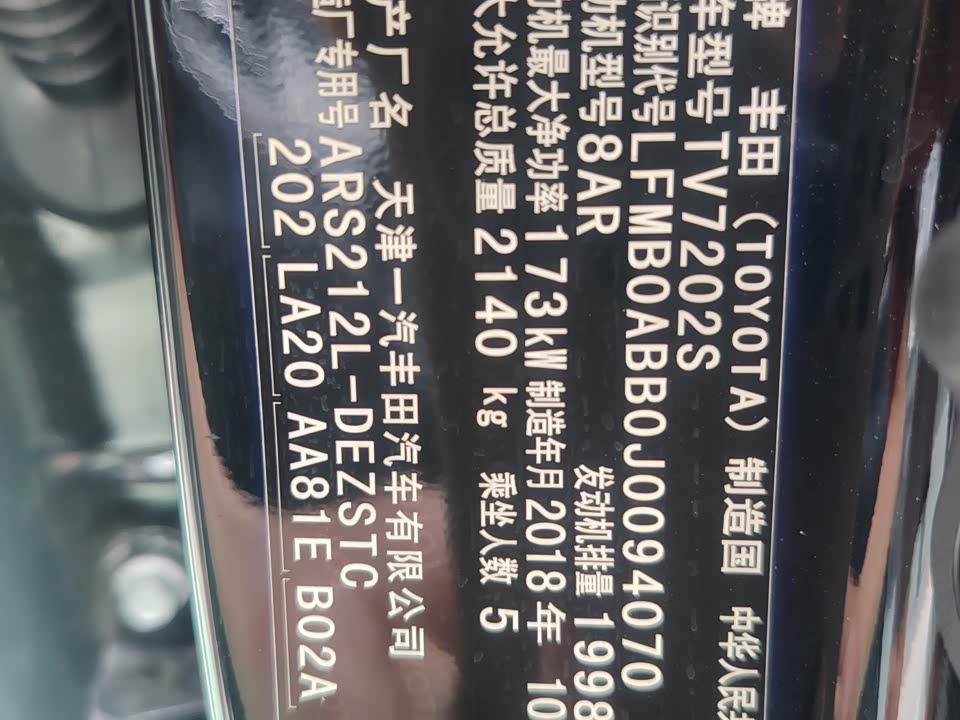 牌 丰田 (TOYOTA) 制造国 中华人民
车型号 TV7202S
识别代号 LFMB0ABB0J0094070
动机型号 8AR 发动机排量 1998
动机最大净功率 173kW 制造年月 2018 年 10
大允许总质量 2140 kg 乘坐人数 5
产厂名 天津一汽丰田汽车有限公司
厂专用号 ARS212L-DEZSTC
202 LA20 AA81E B02A